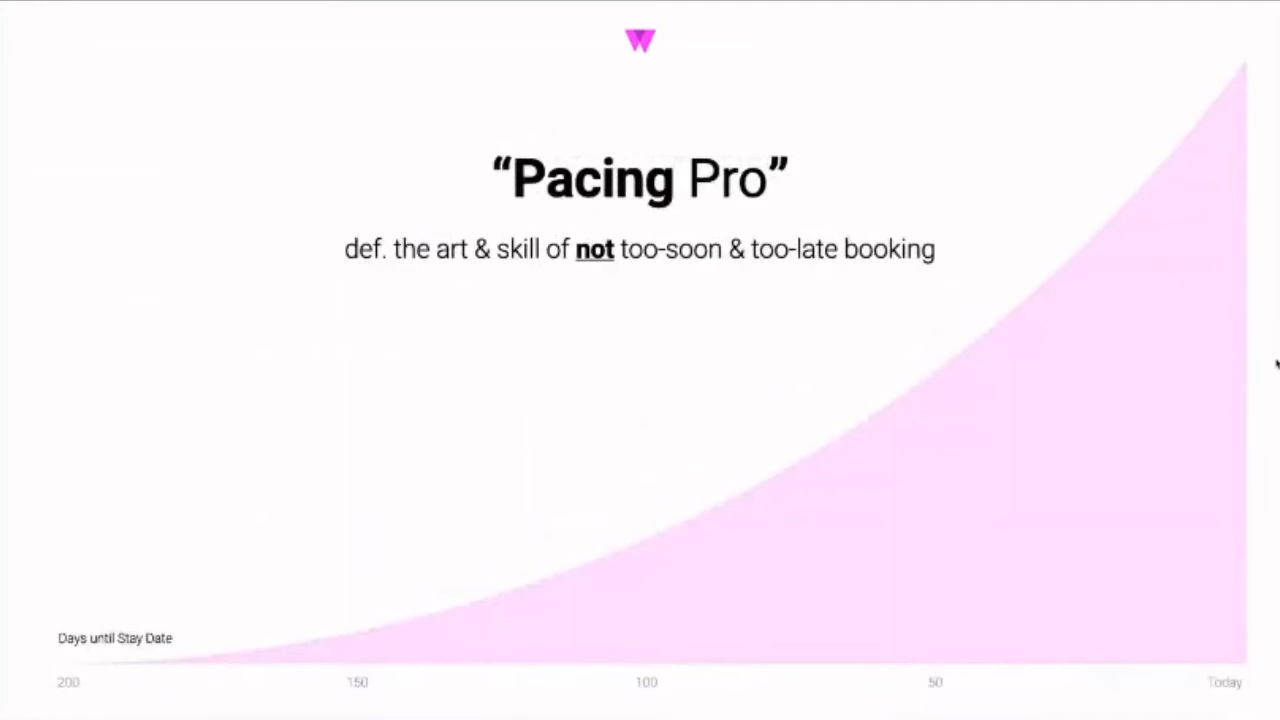 “Pacing Pro”
def. the art & skill of not too-soon & too-late booking
Days until Stay Date
200 150 100 50 Today